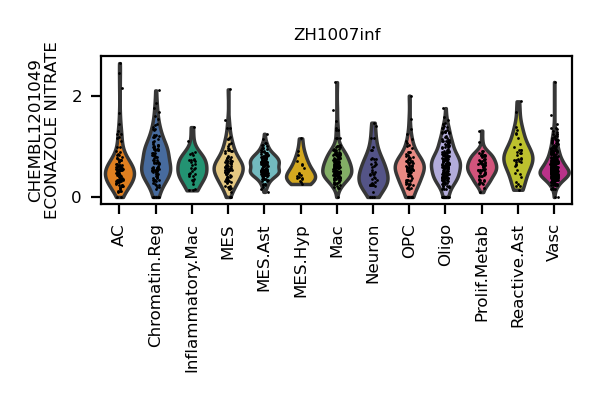 ZH1007inf
CHEMBL1201049
ECONAZOLE NITRATE
2
0
AC
Chromatin.Reg
Inflammatory.Mac
MES
MES.Ast
MES.Hyp
Mac
Neuron
OPC
Oligo
Prolif.Metab
Reactive.Ast
Vasc